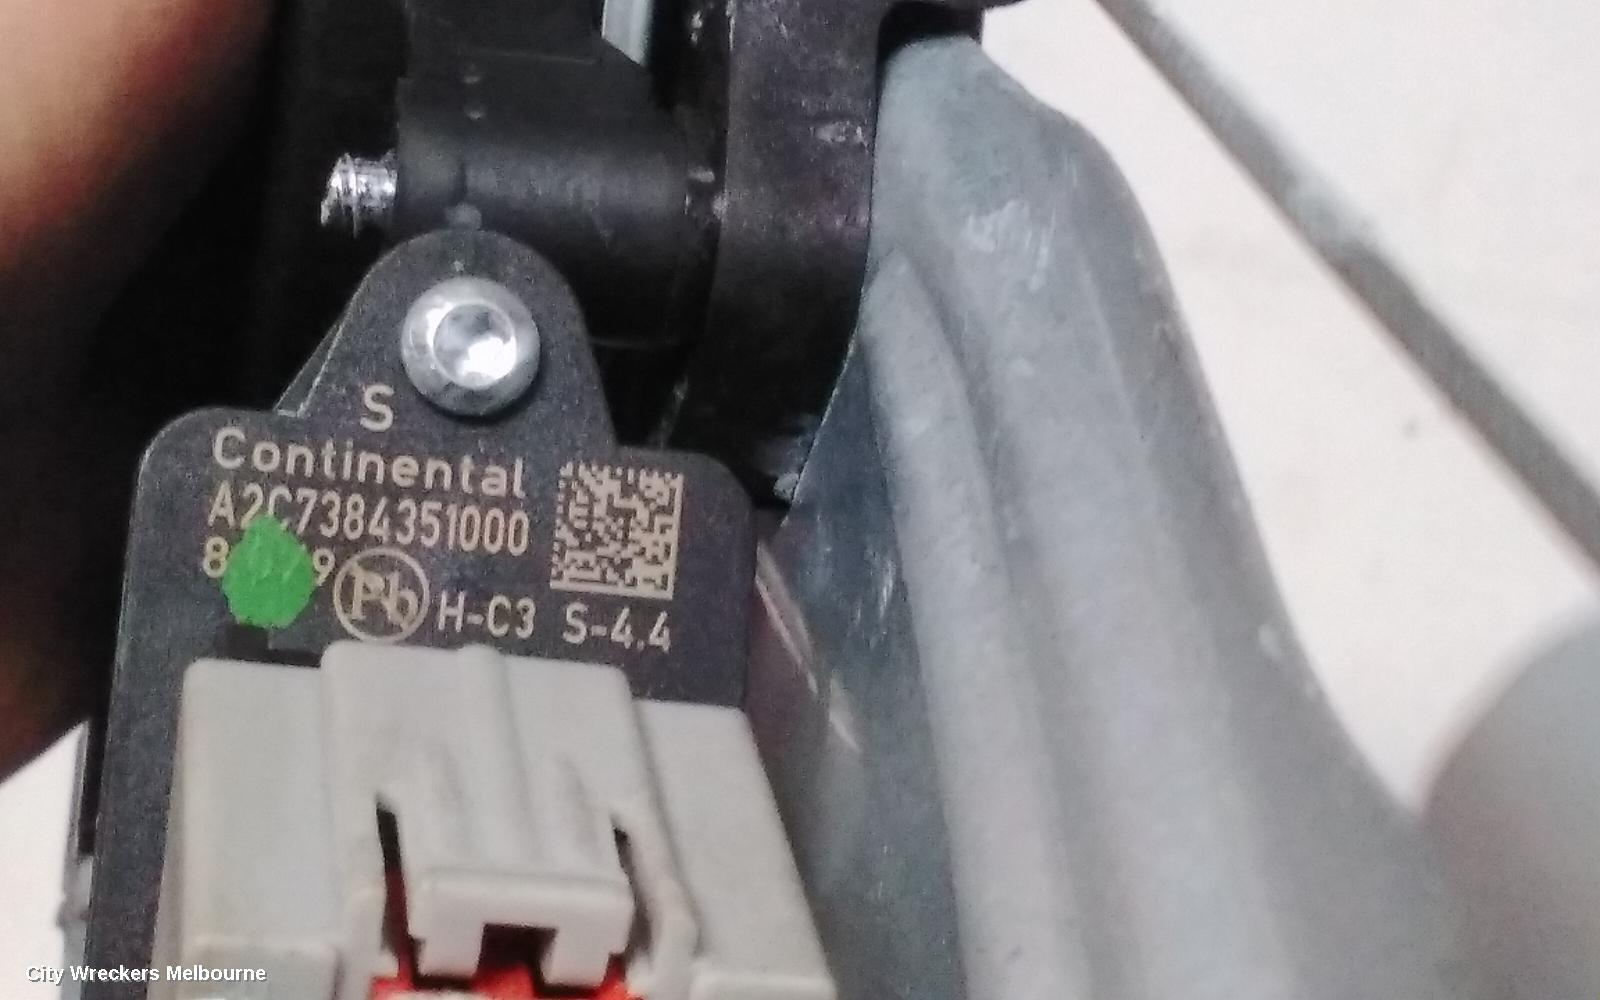 S
Continental
A2C7384351000
Pb H-C3 S-4.4
City Wreckers Melbourne